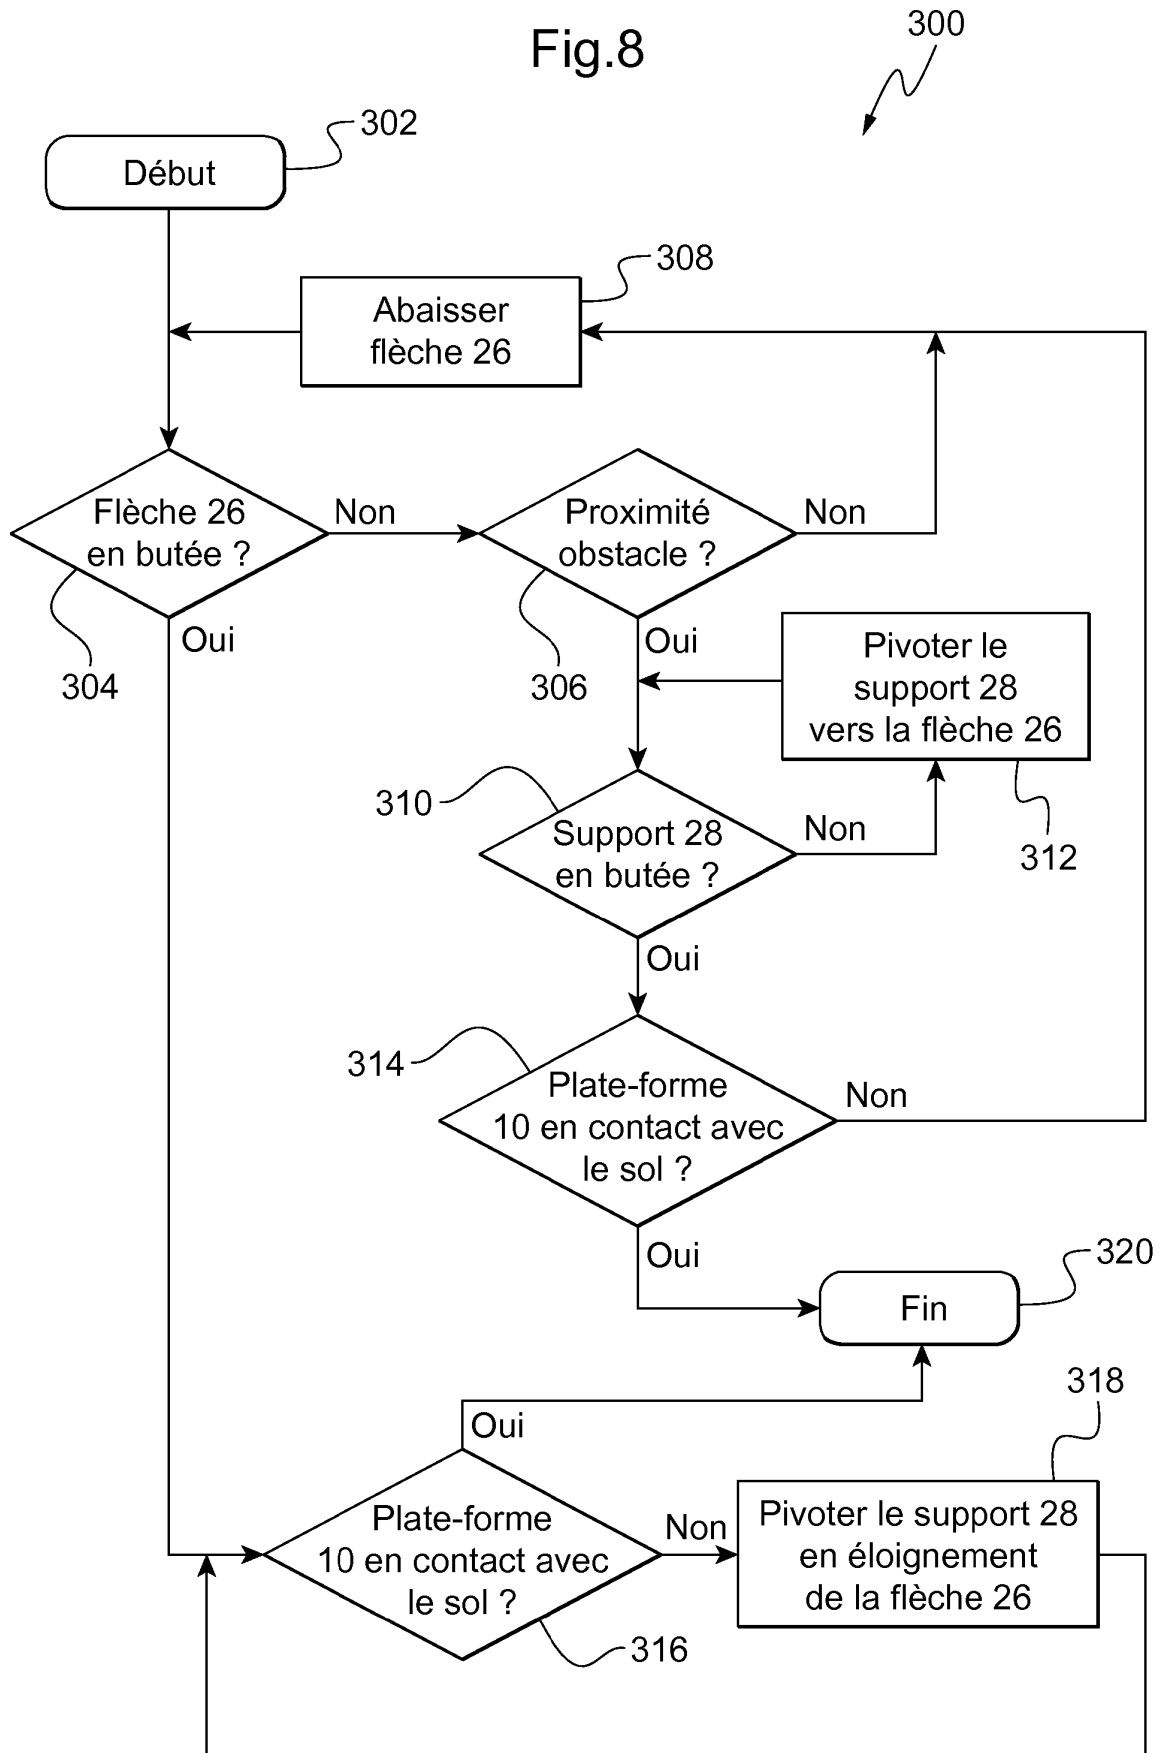 Fig.8
300
302
Début
308
Abaisser
flèche 26
Flèche 26
en butée ?
Non
Proximité
obstacle ?
Non
304
Oui
306
Oui
Pivoter le
support 28
vers la flèche 26
310
Support 28
en butée ?
Non
312
Oui
314
Plate-forme
10 en contact avec
le sol ?
Non
Oui
320
Fin
318
Oui
Plate-forme
10 en contact avec
le sol ?
Non
Pivoter le support 28
en éloignement
de la flèche 26
316